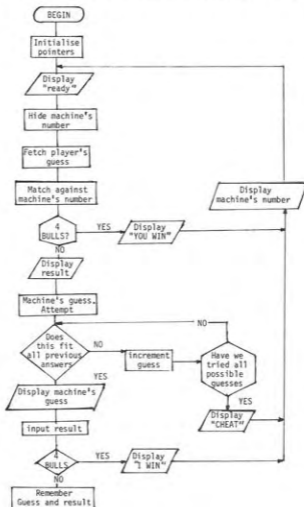 BEGIN
Initialise
pointers
Display
"ready"
Hide machine's
number
Fetch player's
guess
Match against
machine's number
4
BULLS?
YES
Display
"YOU WIN"
Display
machine's number
NO
Display
result
Machine's guess.
Attempt
NO
Does
this fit
all previous
answers
NO
increment
guess
Have we
tried all
possible
guesses
YES
Display machine's
guess
YES
Display
"CHEAT"
input result
4
BULLS
YES
Display
"I WIN"
NO
Remember
Guess and result